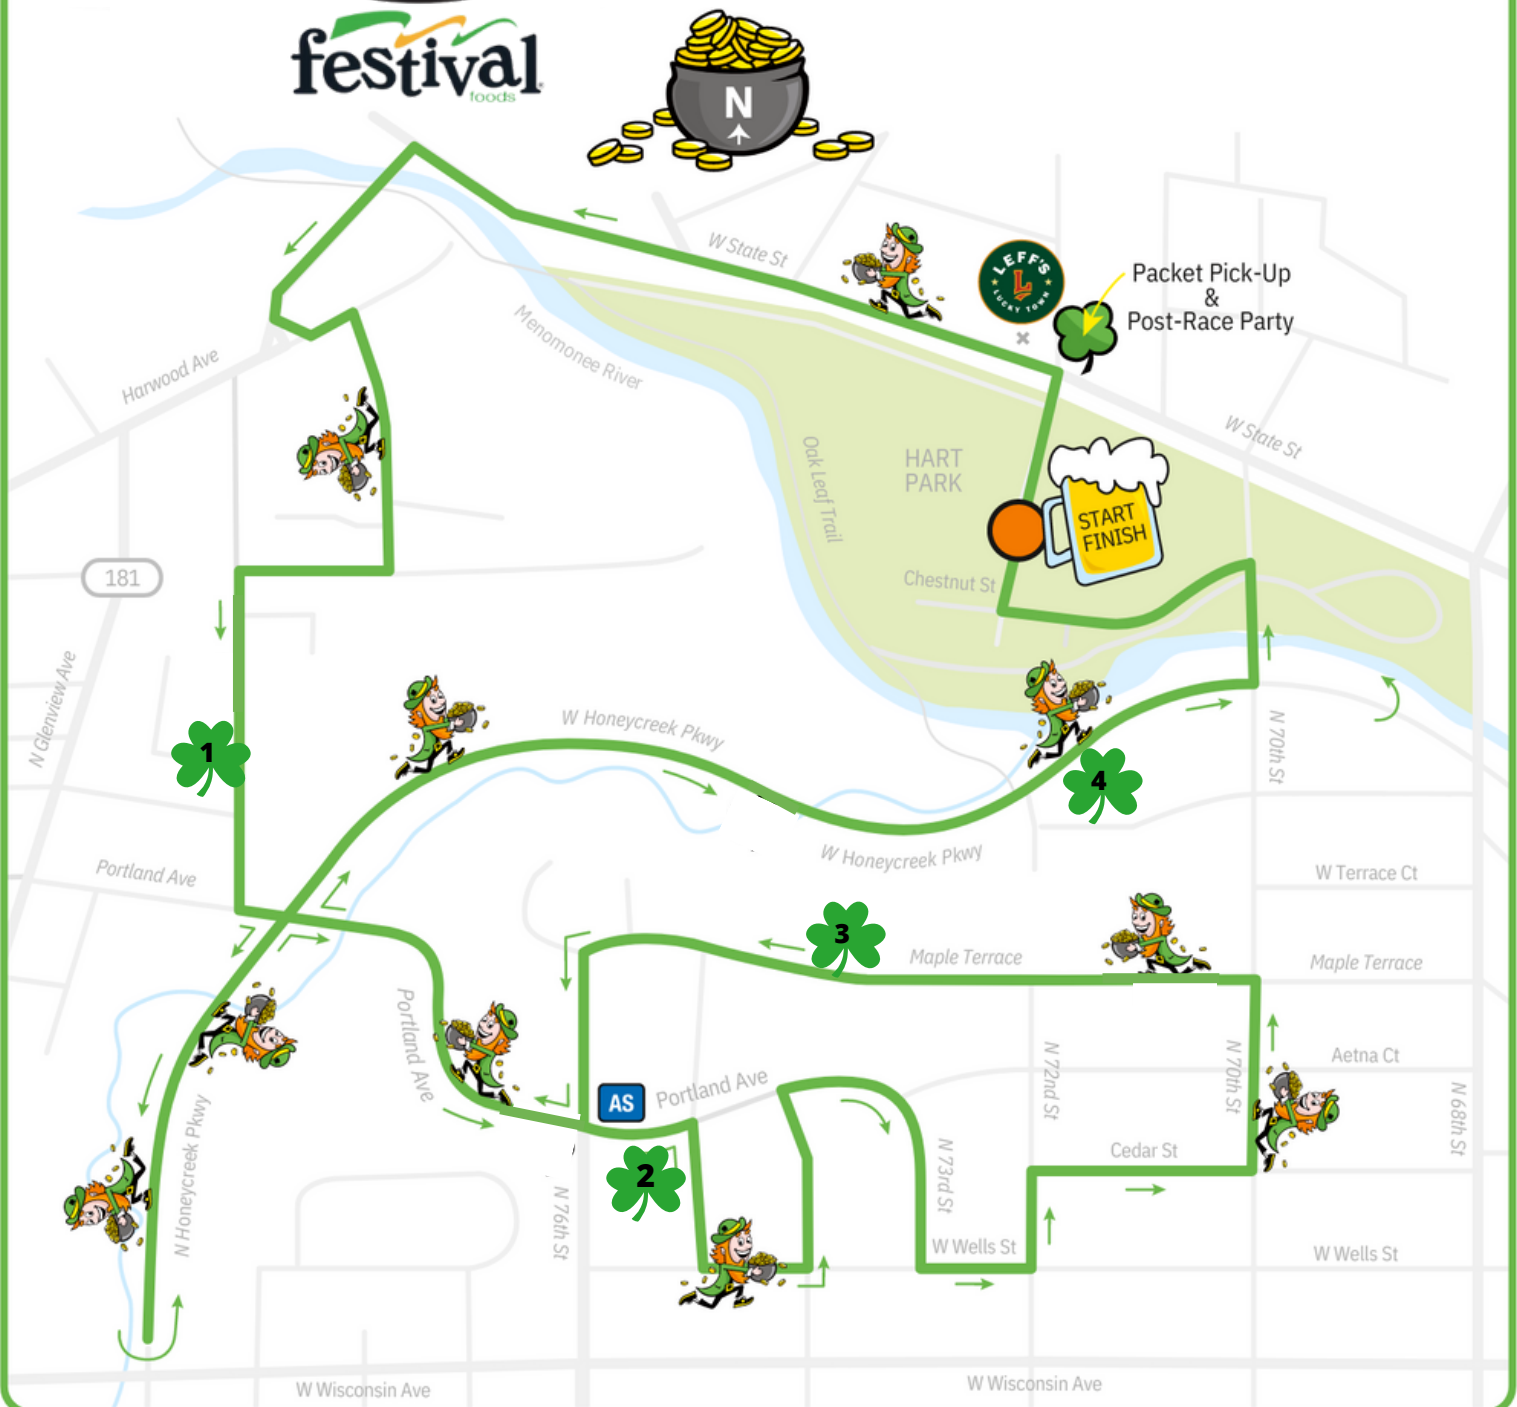 festival
foods
N
W State St
LEFF'S
L
LUCKY TOWN
Packet Pick-Up
&
Post-Race Party
Menomonee River
Harwood Ave
W State St
HART
PARK
Oak Leaf Trail
START
FINISH
Chestnut St
181
N Glenview Ave
W Honeycreek Pkwy
1
4
N 70th St
W Honeycreek Pkwy
Portland Ave
W Terrace Ct
3
Maple Terrace
Maple Terrace
Portland Ave
N 72nd St
N 70th St
Aetna Ct
AS
Portland Ave
N 68th St
N Honeycreek Pkwy
2
N 73rd St
Cedar St
N 76th St
W Wells St
W Wells St
W Wisconsin Ave
W Wisconsin Ave